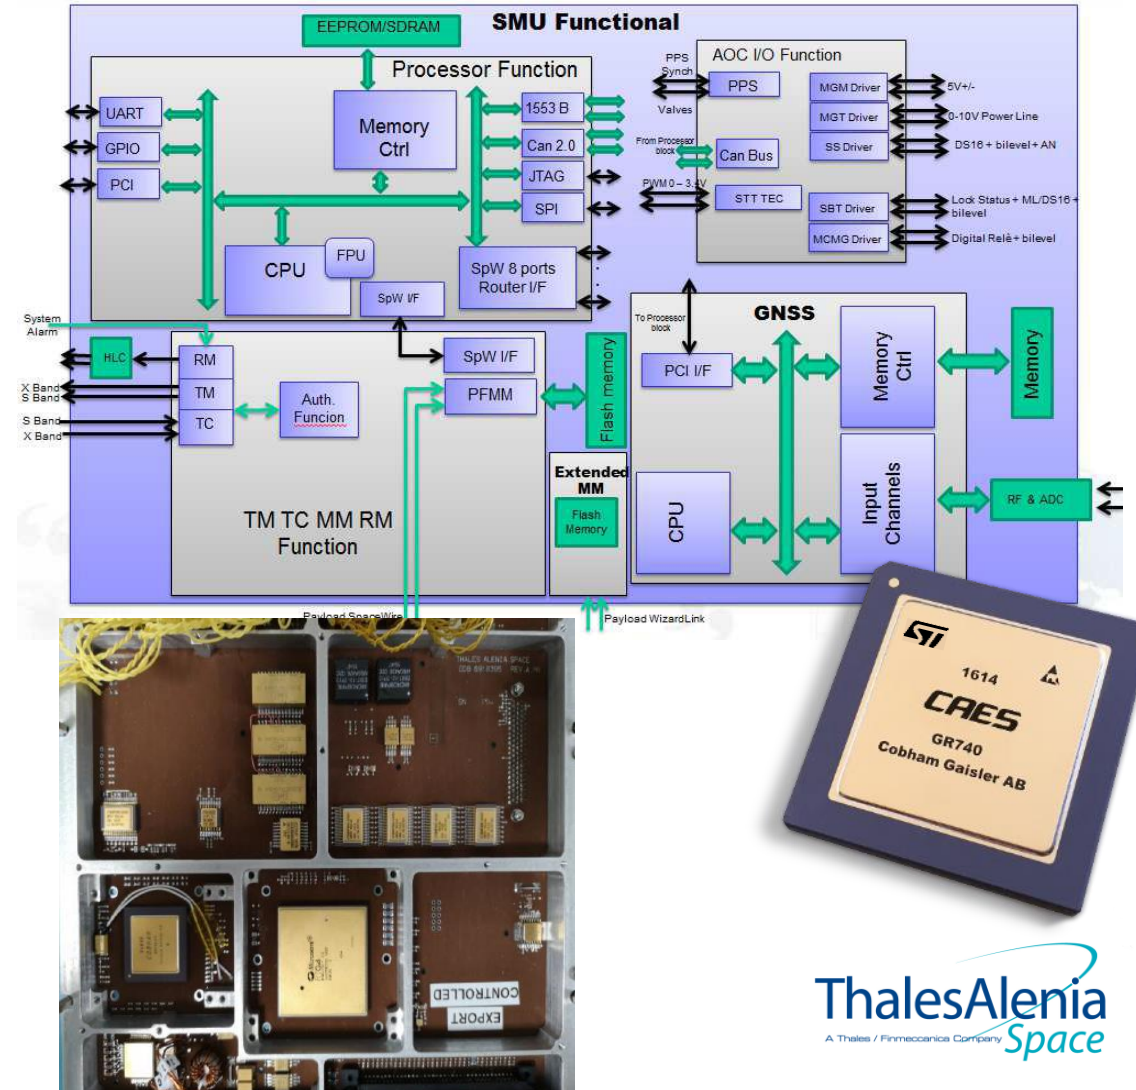 SMU Functional
EEPROM/SDRAM
Processor Function
UART
GPIO
PCI
Memory
Ctrl
1553 B
Can 2.0
JTAG
SPI
CPU
FPU
SpW I/F
SpW 8 ports
Router I/F
AOC I/O Function
PPS
Synch
Valves
From Processor
block
PWM 0 – 3.4V
PPS
Can Bus
STT TEC
MGM Driver
MGT Driver
SS Driver
SBT Driver
MCMG Driver
5V+/-
0-10V Power Line
DS16 + bilevel + AN
Lock Status + ML/DS16 +
bilevel
Digital Relè + bilevel
System
Alarm
HLC
X Band
S Band
S Band
X Band
RM
TM
TC
Auth.
Funcion
SpW I/F
PFMM
Flash memory
TM TC MM RM
Function
Extended
MM
Flash
Memory
Payload SpaceWire
Payload WizardLink
GNSS
To Processor
block
PCI I/F
CPU
Memory
Ctrl
Input
Channels
Memory
RF & ADC
THALES ALENIA SPACE
EXPORT
CONTROLLED
ST
1614
CAES
GR740
Cobham Gaisler AB
ThalesAlenia
A Thales / Finmeccanica Company
Space